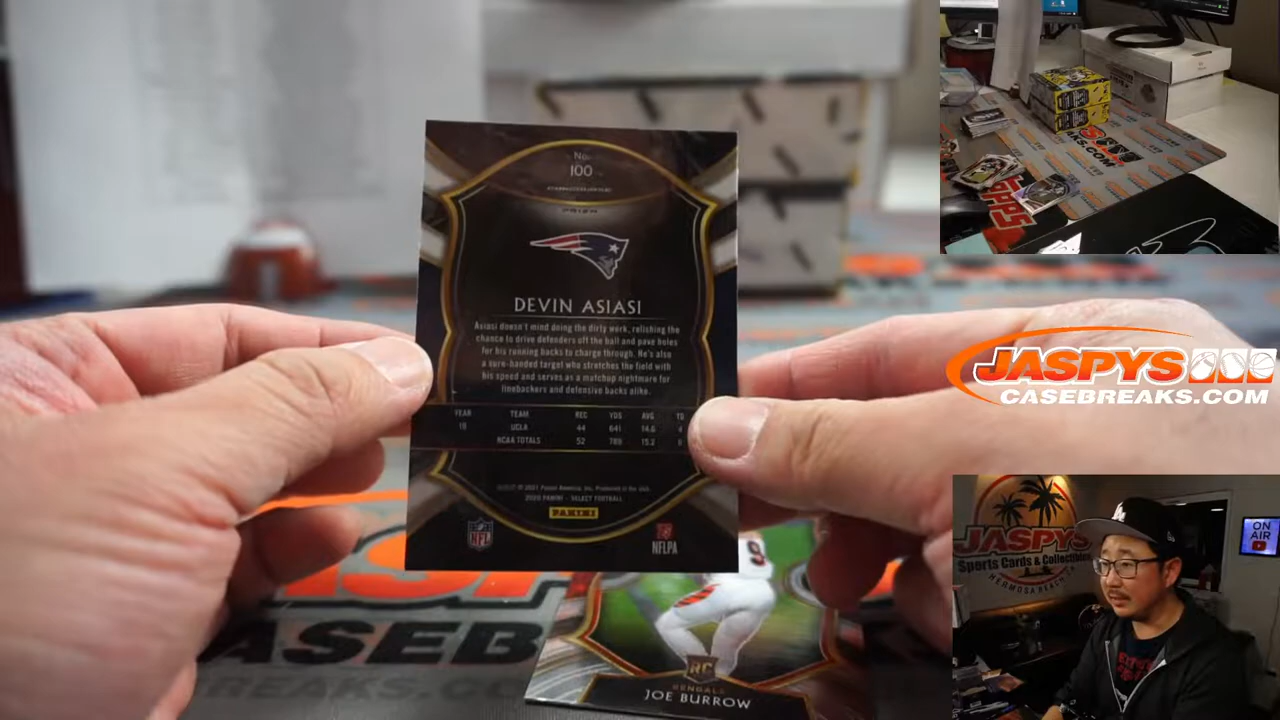 No.
100
CONCOURSE
PRIZM
DEVIN ASIASI
Asiasi doesn't mind doing the dirty work, relishing the
chance to drive defenders off the ball and pave holes
for his running backs to charge through. He's also
a sure-handed target who stretches the field with
his speed and serves as a matchup nightmare for
linebackers and defensive backs alike.
YEAR TEAM REC YDS AVG TD
19 UCLA 44 641 14.6 4
NCAA TOTALS 52 789 15.2
2020 PANINI - SELECT FOOTBALL
PANINI
NFL
NFLPA
RC
BENGALS
JOE BURROW
CASEB
BREAKS.COM
S.COM
TOPPS
JASPYS
CASEBREAKS.COM
JASPYS
Sports Cards & Collectibles
HERMOSA BEACH
ON
AIR